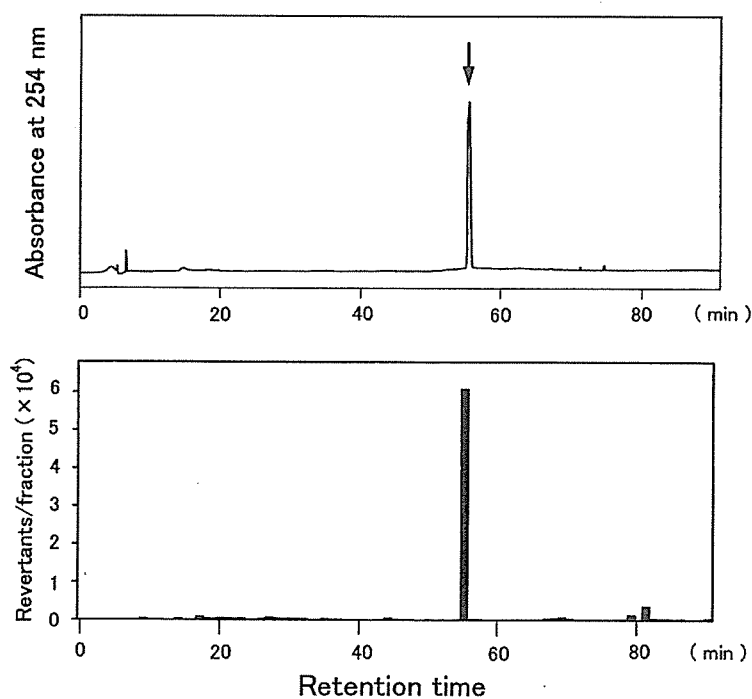 Absorbance at 254 nm
0 20 40 60 80 ( min )
Revertants/fraction (×10⁴)
6
5
4
3
2
1
0
0 20 40 60 80 ( min )
Retention time